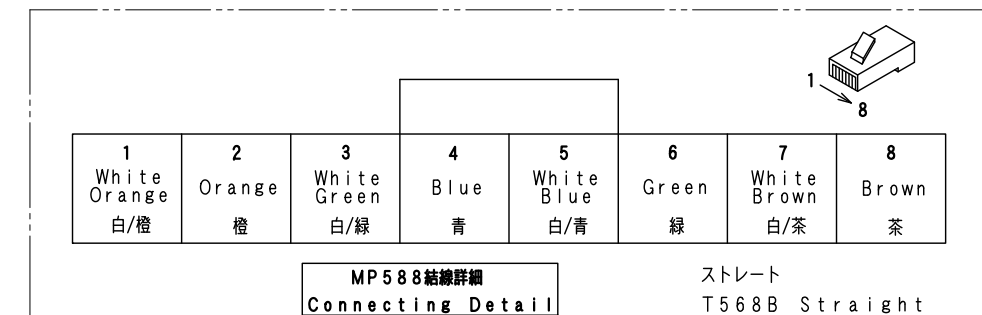 1
8
1 2 3 4 5 6 7 8
White Orange Orange White Green Blue White Blue Green White Brown Brown
白/橙 橙 白/緑 青 白/青 緑 白/茶 茶
MP588結線詳細
Connecting Detail
ストレート
T568B Straight